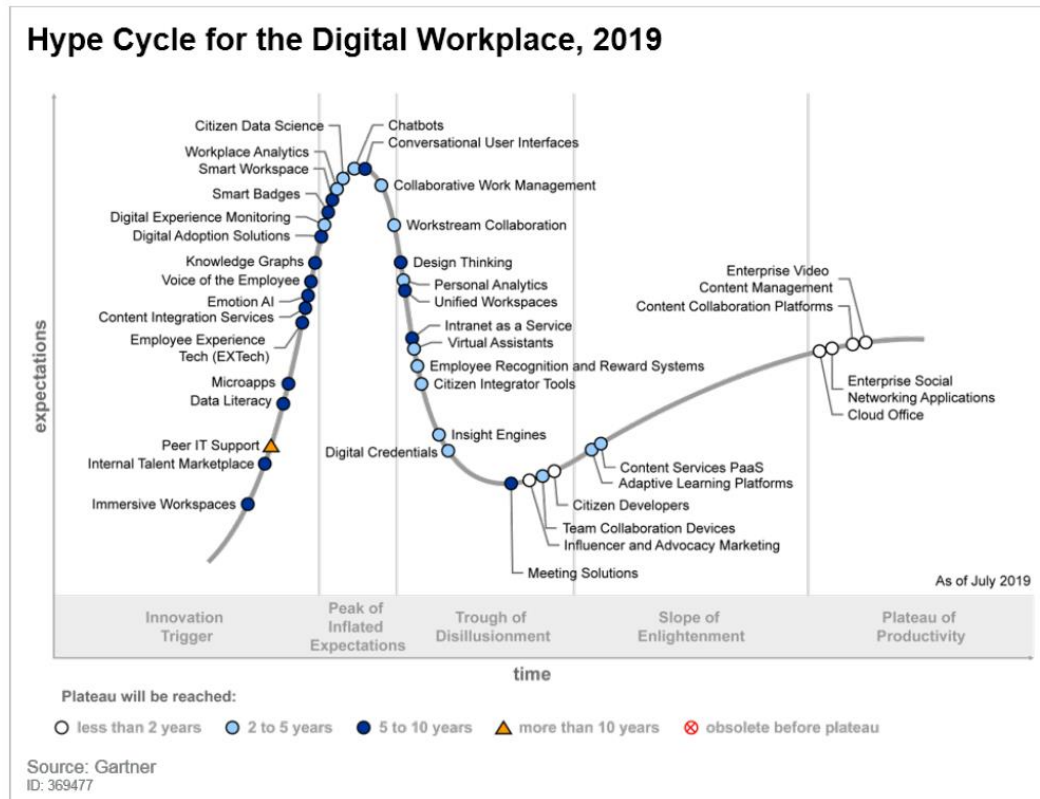 Hype Cycle for the Digital Workplace, 2019
expectations
Citizen Data Science
Workplace Analytics
Smart Workspace
Smart Badges
Digital Experience Monitoring
Digital Adoption Solutions
Knowledge Graphs
Voice of the Employee
Emotion AI
Content Integration Services
Employee Experience
Tech (EXTech)
Microapps
Data Literacy
Peer IT Support
Internal Talent Marketplace
Immersive Workspaces
Chatbots
Conversational User Interfaces
Collaborative Work Management
Workstream Collaboration
Design Thinking
Personal Analytics
Unified Workspaces
Intranet as a Service
Virtual Assistants
Employee Recognition and Reward Systems
Citizen Integrator Tools
Insight Engines
Digital Credentials
Content Services PaaS
Adaptive Learning Platforms
Citizen Developers
Team Collaboration Devices
Influencer and Advocacy Marketing
Meeting Solutions
Enterprise Video
Content Management
Content Collaboration Platforms
Enterprise Social
Networking Applications
Cloud Office
As of July 2019
Innovation
Trigger
Peak of
Inflated
Expectations
Trough of
Disillusionment
Slope of
Enlightenment
Plateau of
Productivity
time
Plateau will be reached:
less than 2 years
2 to 5 years
5 to 10 years
more than 10 years
obsolete before plateau
Source: Gartner
ID: 369477